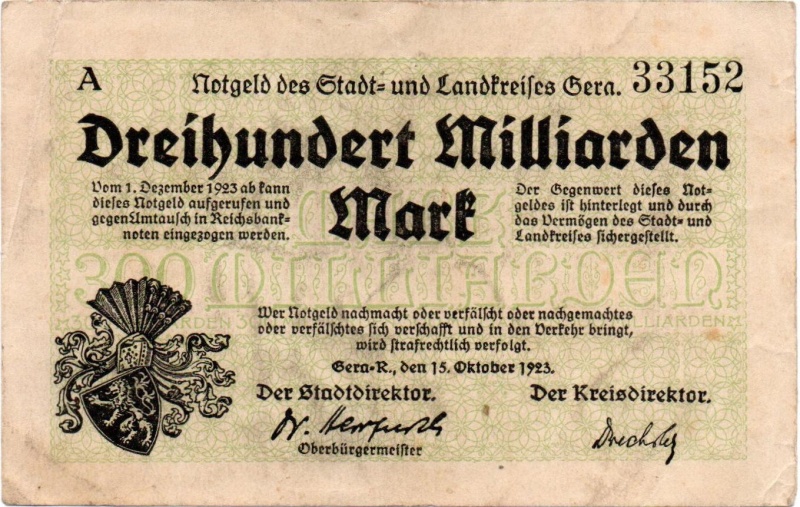 A Notgeld des Stadt= und Landkreises Gera. 33152
Dreihundert Milliarden
Mark
Vom 1. Dezember 1923 ab kann
dieses Notgeld aufgerufen und
gegen Umtausch in Reichsbank=
noten eingezogen werden.
Der Gegenwert dieses Not=
geldes ist hinterlegt und durch
das Vermögen des Stadt= und
Landkreises sichergestellt.
300 MILLIARDEN
Wer Notgeld nachmacht oder verfälscht oder nachgemachtes
oder verfälschtes sich verschafft und in den Verkehr bringt,
wird strafrechtlich verfolgt.
Gera=R., den 15. Oktober 1923.
Der Stadtdirektor. Der Kreisdirektor.
Dr.
Oberbürgermeister